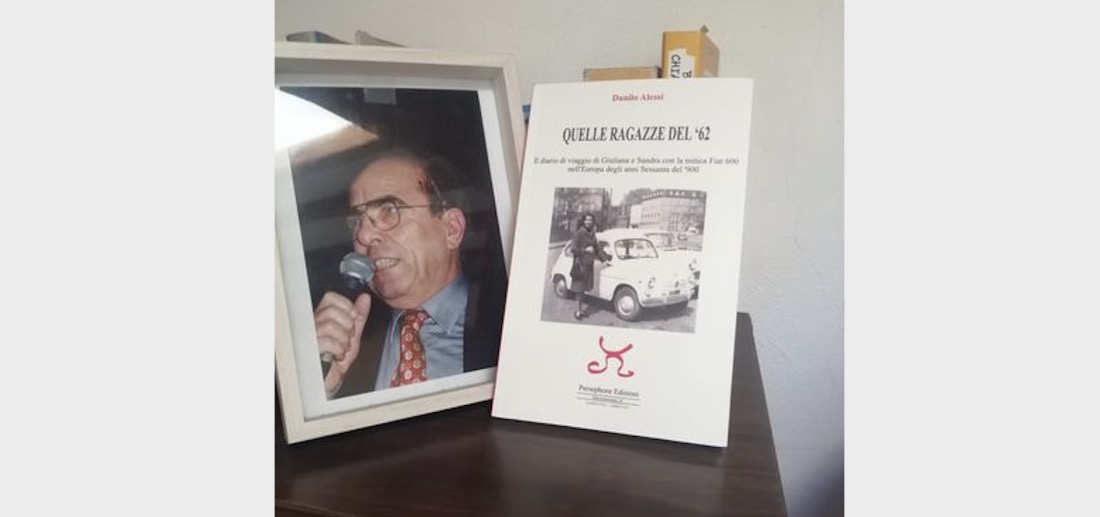 Danilo Alessi
QUELLE RAGAZZE DEL '62
Il diario di viaggio di Giuliana e Sandra con la mitica Fiat 600
nell'Europa degli anni Sessanta del '900
Persephone Edizioni